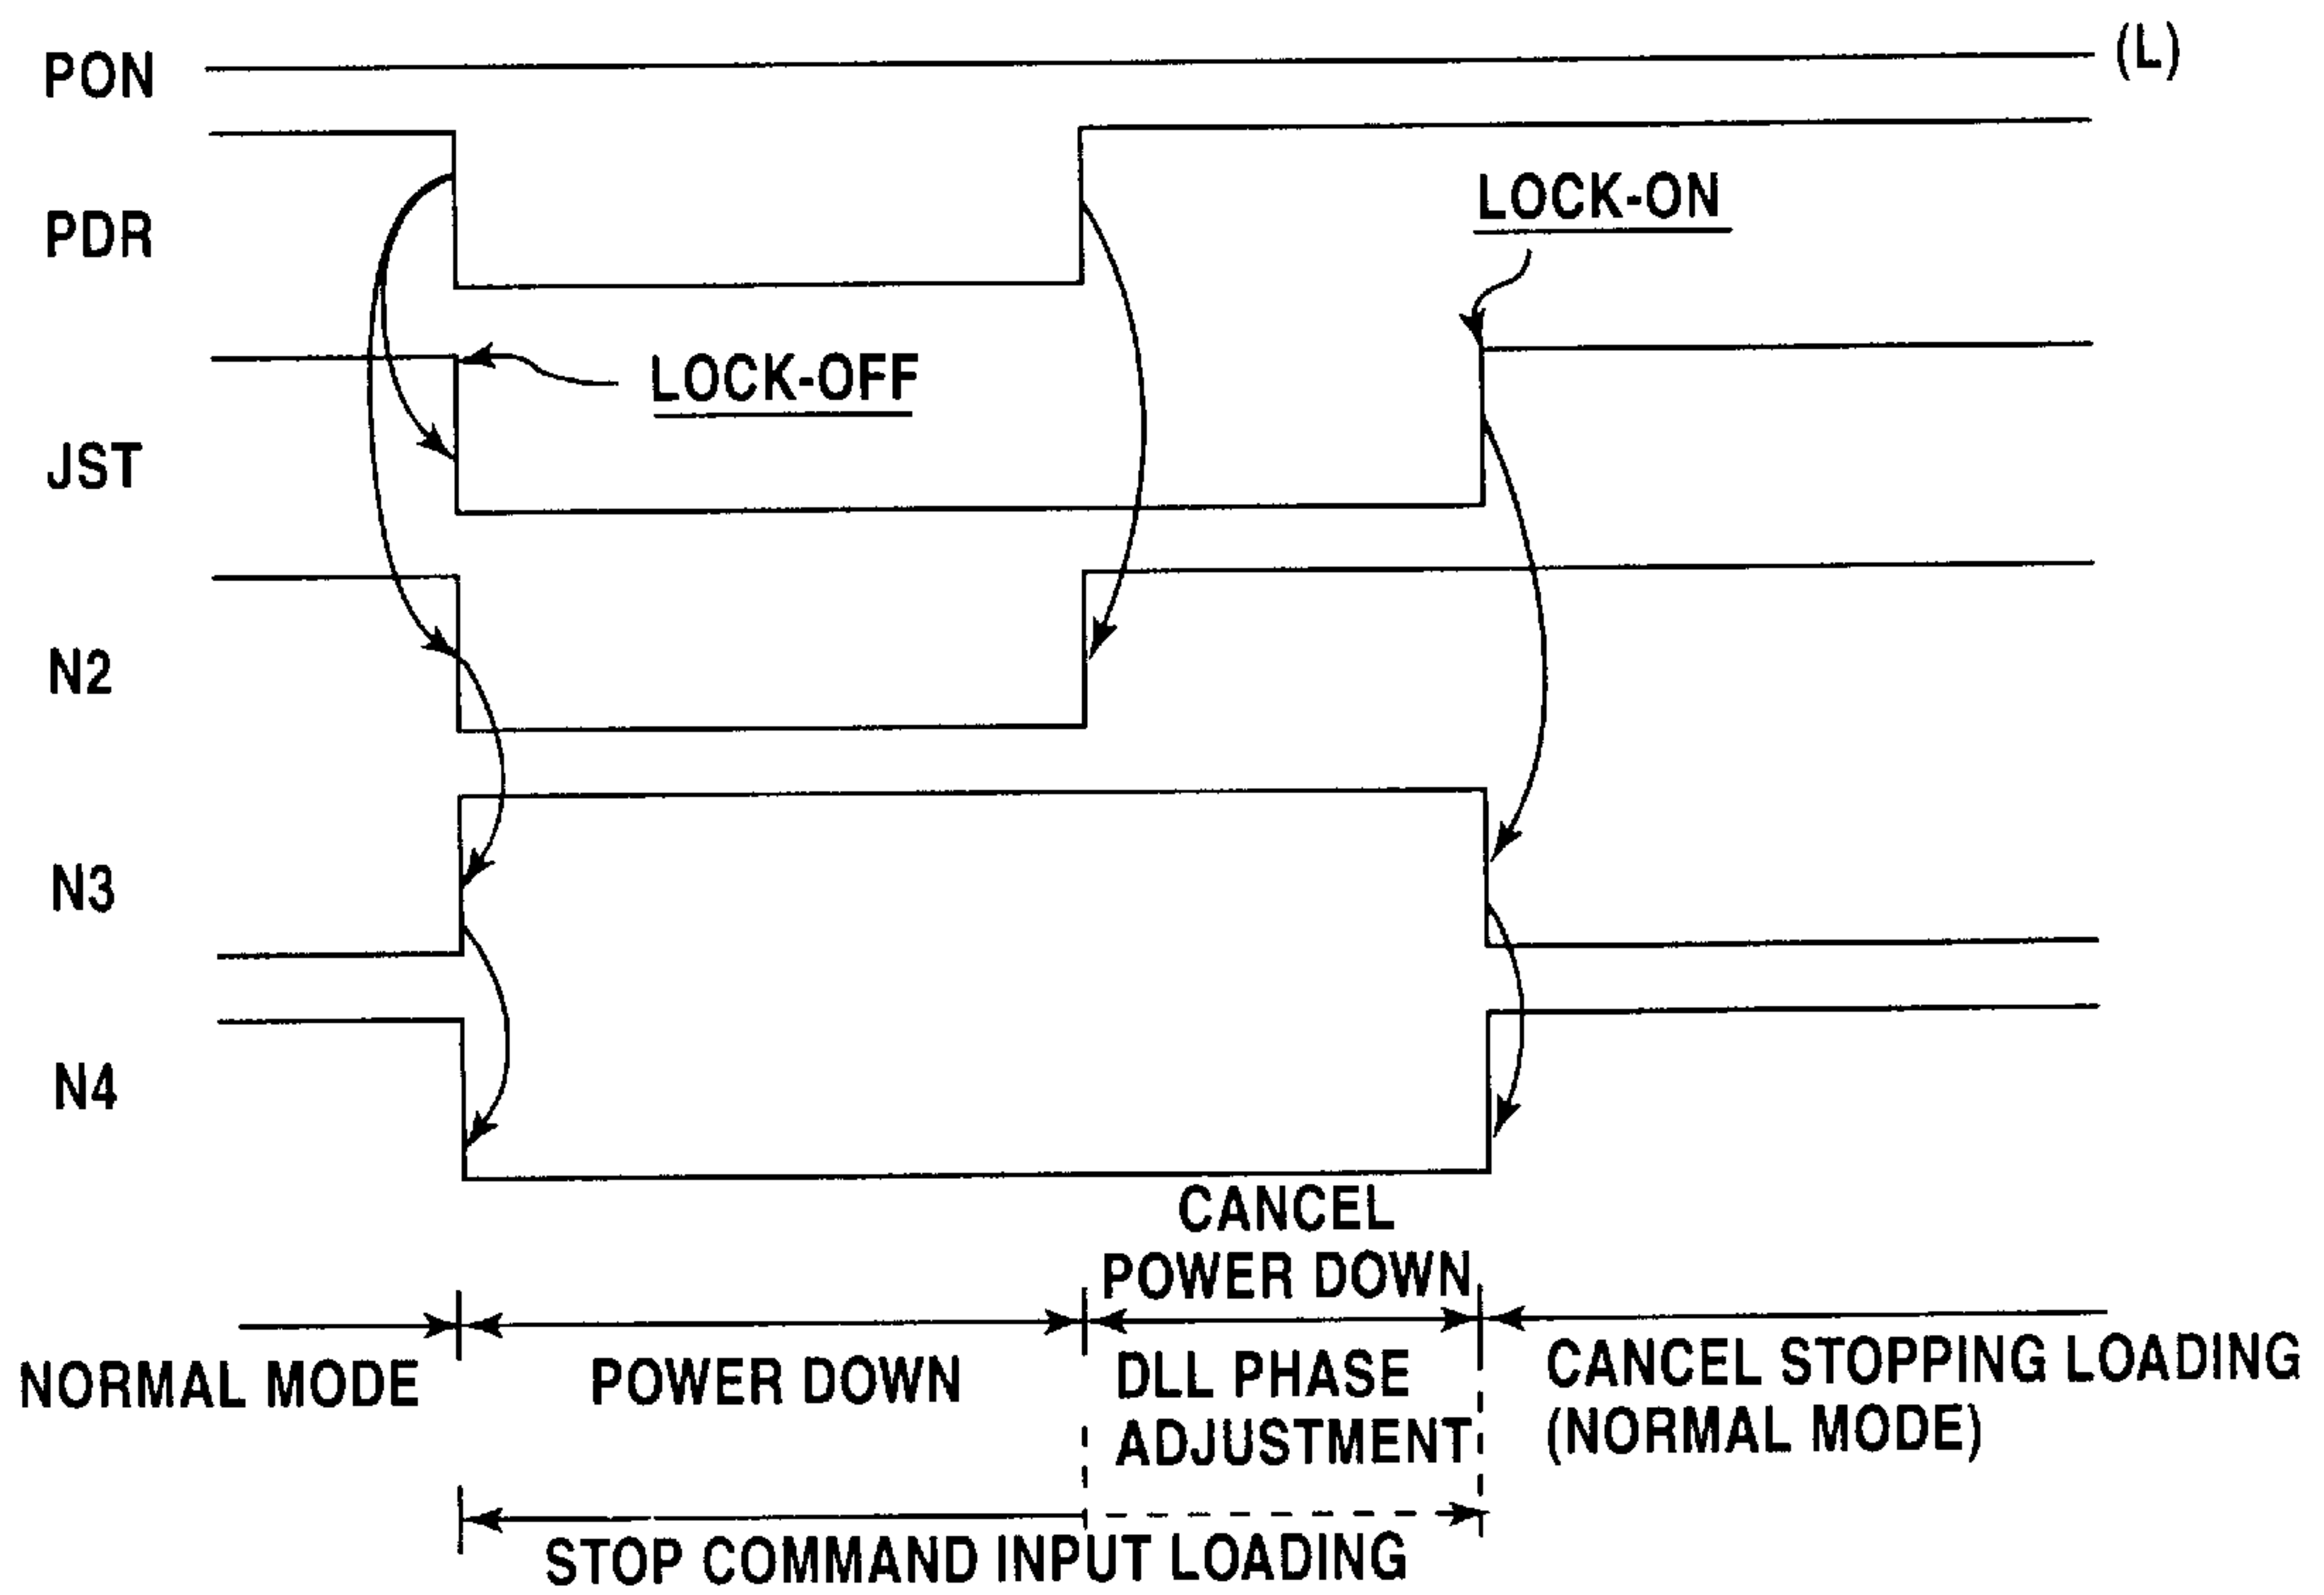 PON
(L)
PDR
LOCK-ON
LOCK-OFF
JST
N2
N3
N4
CANCEL
POWER DOWN
NORMAL MODE
POWER DOWN
DLL PHASE
ADJUSTMENT
CANCEL STOPPING LOADING
(NORMAL MODE)
STOP COMMAND INPUT LOADING